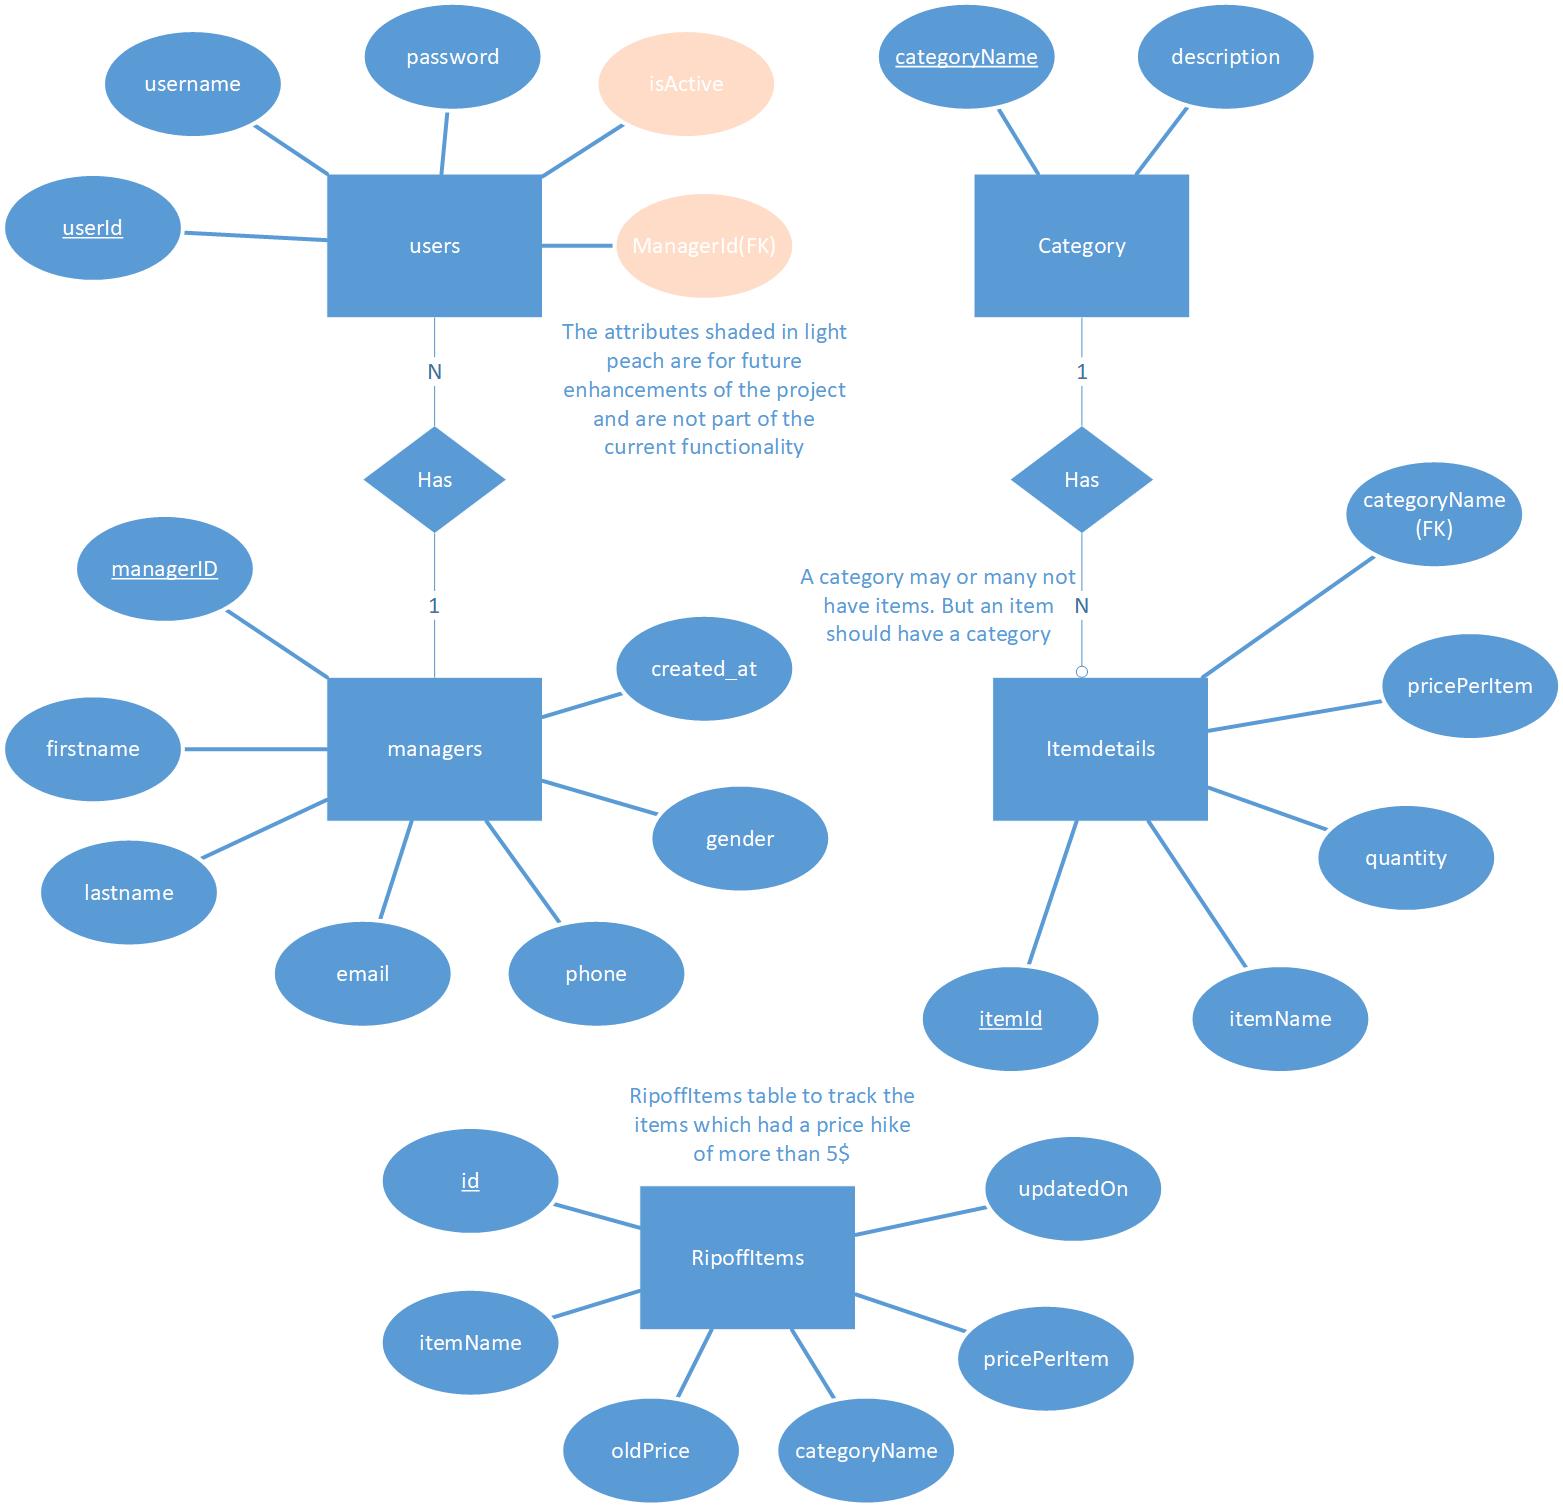 username
password
isActive
userId
users
ManagerId(FK)
The attributes shaded in light
peach are for future
enhancements of the project
and are not part of the
current functionality
N
Has
1
managerID
firstname
lastname
managers
created_at
gender
email
phone
categoryName
description
Category
1
Has
A category may or many not
have items. But an item
should have a category
N
categoryName
(FK)
pricePerItem
Itemdetails
quantity
itemId
itemName
RipoffItems table to track the
items which had a price hike
of more than 5$
id
updatedOn
RipoffItems
itemName
pricePerItem
oldPrice
categoryName